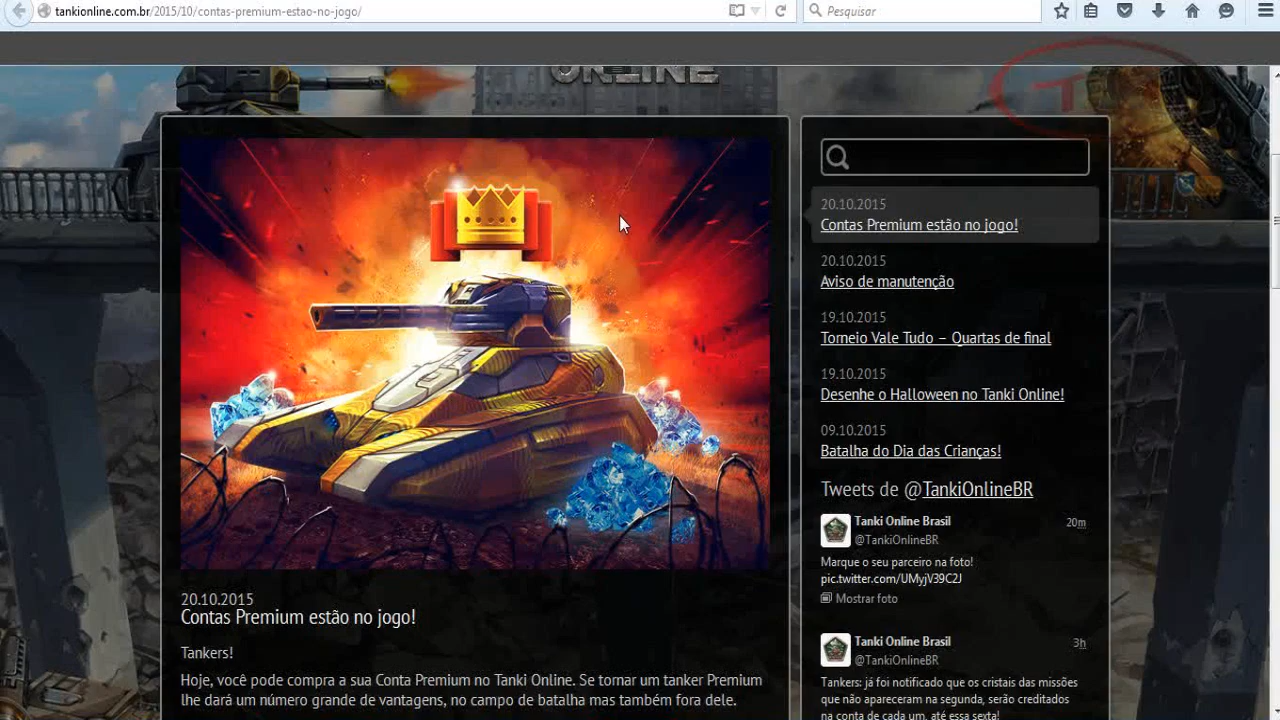 tankionline.com.br/2015/10/contas-premium-estao-no-jogo/
Pesquisar
ONLINE
20.10.2015
Contas Premium estão no jogo!
Tankers!
Hoje, você pode compra a sua Conta Premium no Tanki Online. Se tornar um tanker Premium
lhe dará um número grande de vantagens, no campo de batalha mas também fora dele.
20.10.2015
Contas Premium estão no jogo!
20.10.2015
Aviso de manutenção
19.10.2015
Torneio Vale Tudo – Quartas de final
19.10.2015
Desenhe o Halloween no Tanki Online!
09.10.2015
Batalha do Dia das Crianças!
Tweets de @TankiOnlineBR
Tanki Online Brasil 20m
@TankiOnlineBR
Marque o seu parceiro na foto!
pic.twitter.com/UMyjV39C2J
Mostrar foto
Tanki Online Brasil 3h
@TankiOnlineBR
Tankers: já foi notificado que os cristais das missões
que não apareceram na segunda, serão creditados
na conta de cada um, até essa sexta!